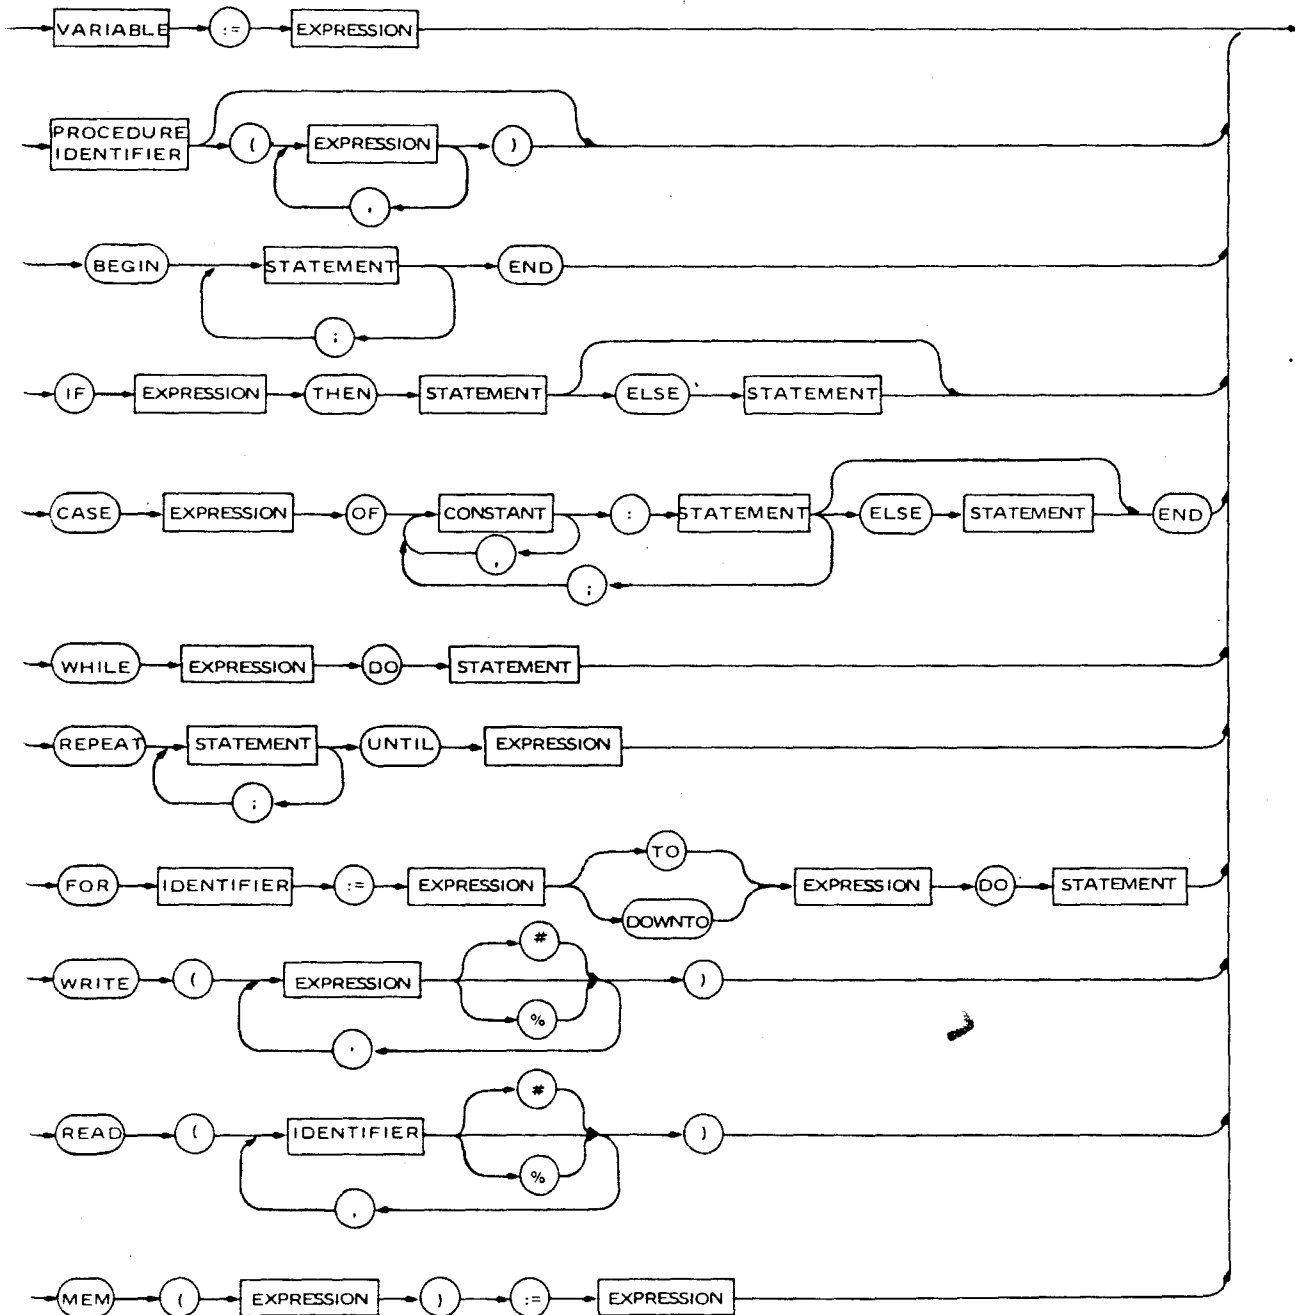 VARIABLE := EXPRESSION
PROCEDURE IDENTIFIER ( EXPRESSION )
,
BEGIN STATEMENT END
;
IF EXPRESSION THEN STATEMENT ELSE STATEMENT
CASE EXPRESSION OF CONSTANT : STATEMENT ELSE STATEMENT END
,
;
WHILE EXPRESSION DO STATEMENT
REPEAT STATEMENT UNTIL EXPRESSION
;
FOR IDENTIFIER := EXPRESSION TO DOWNTO EXPRESSION DO STATEMENT
WRITE ( EXPRESSION # % )
,
READ ( IDENTIFIER # % )
,
MEM ( EXPRESSION ) := EXPRESSION